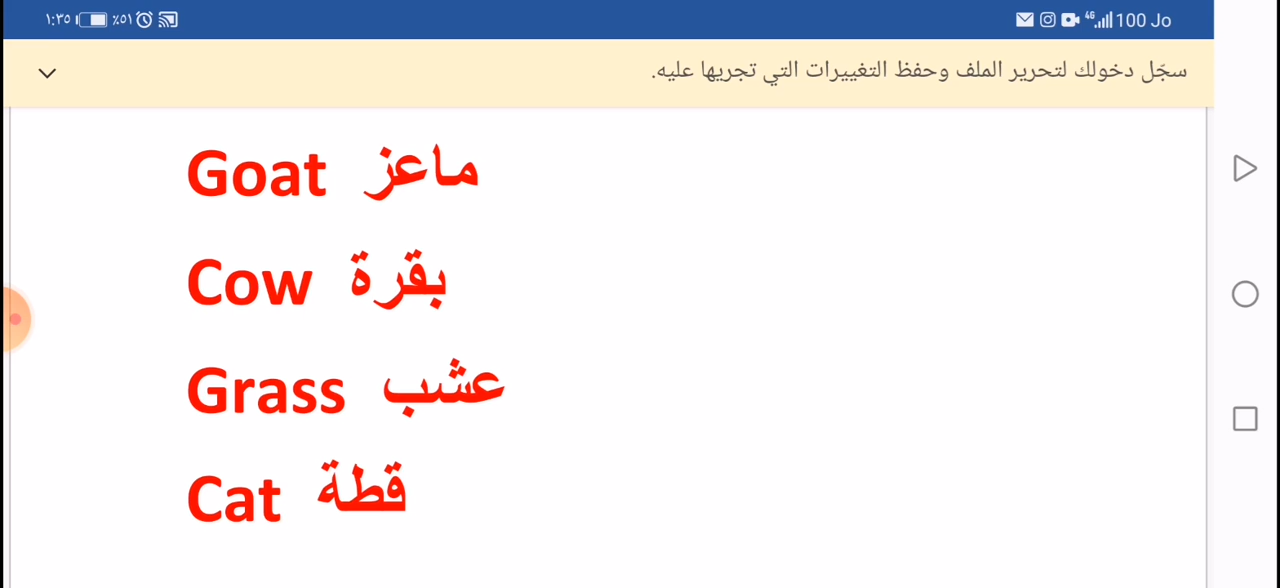 ١:٣٥ ٪٥١ 4G 100 Jo
سجّل دخولك لتحرير الملف وحفظ التغييرات التي تجريها عليه.
Goat ماعز
Cow بقرة
Grass عشب
Cat قطة